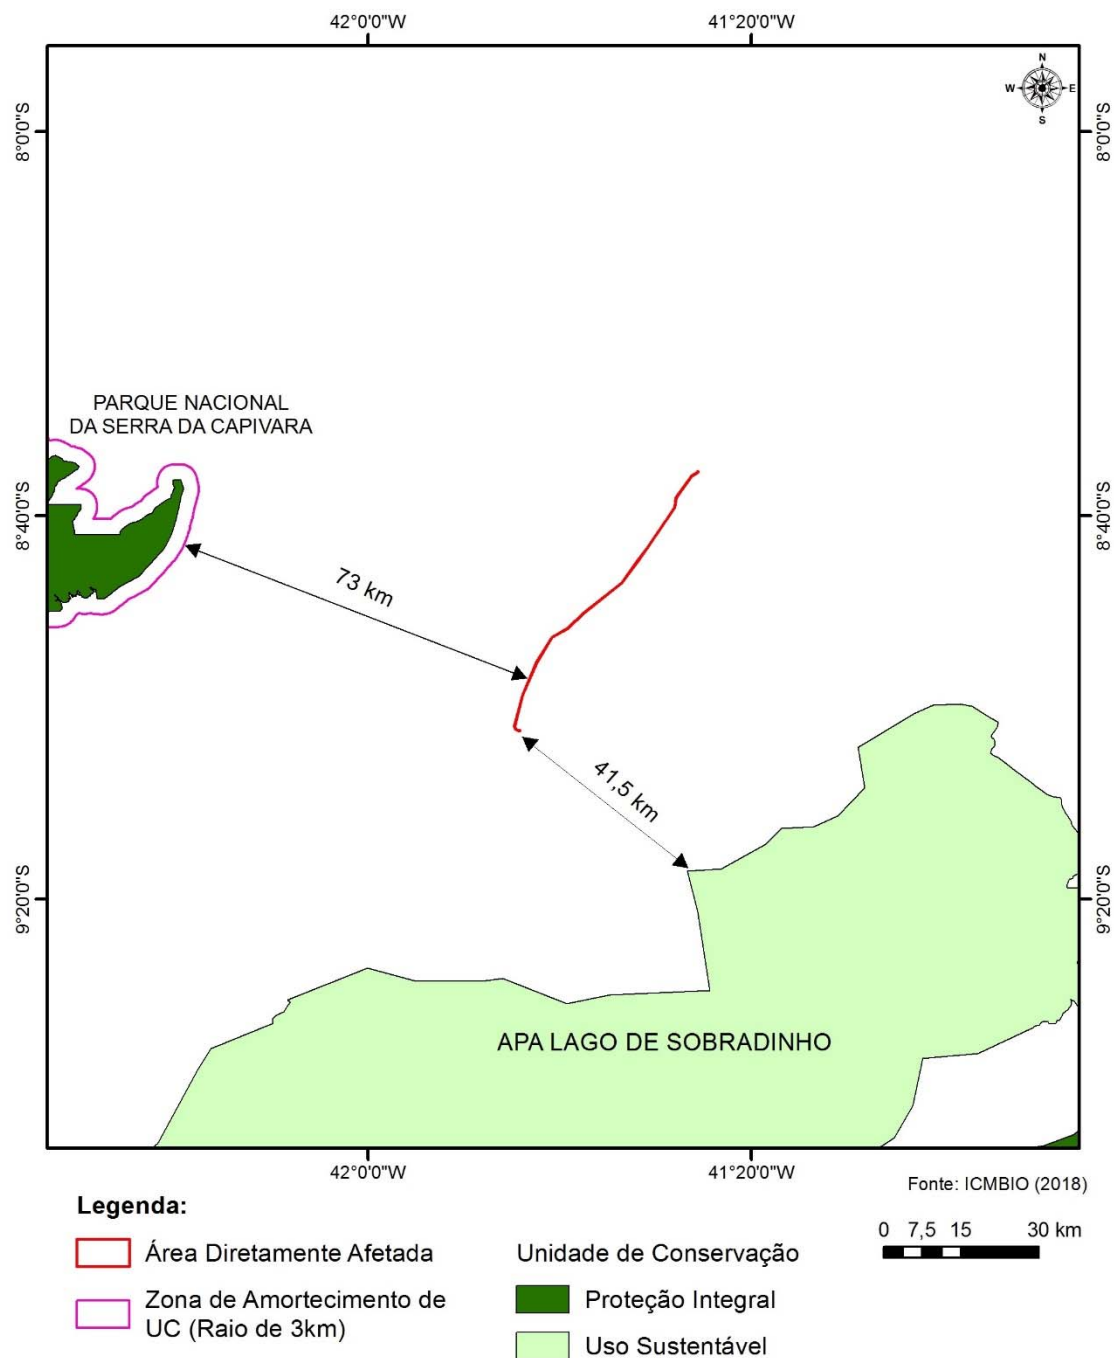 42°0'0"W
41°20'0"W
N
W
E
S
8°0'0"S
8°0'0"S
PARQUE NACIONAL
DA SERRA DA CAPIVARA
8°40'0"S
8°40'0"S
73 km
41,5 km
9°20'0"S
9°20'0"S
APA LAGO DE SOBRADINHO
42°0'0"W
41°20'0"W
Fonte: ICMBIO (2018)
Legenda:
0 7,5 15 30 km
Área Diretamente Afetada
Unidade de Conservação
Zona de Amortecimento de
UC (Raio de 3km)
Proteção Integral
Uso Sustentável